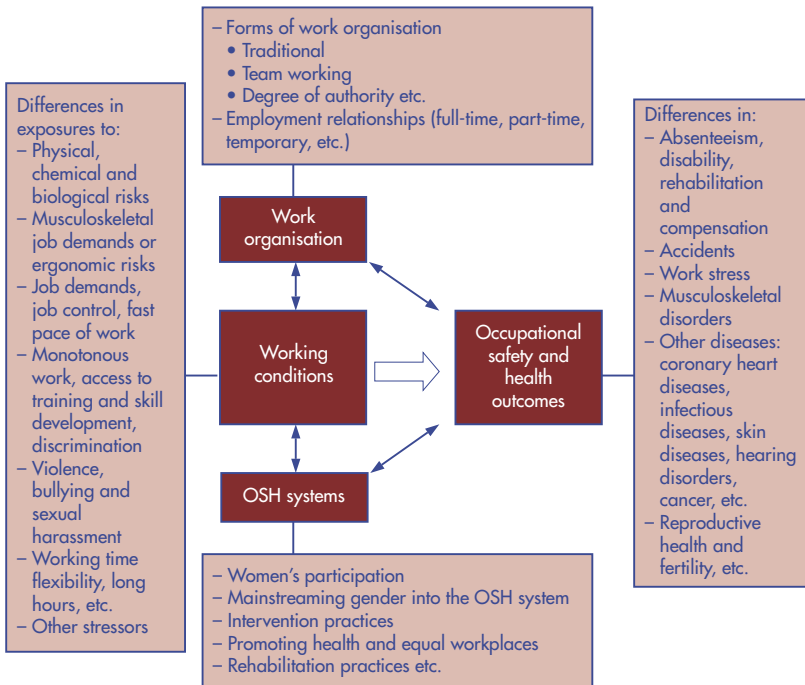 – Forms of work organisation
• Traditional
• Team working
• Degree of authority etc.
– Employment relationships (full-time, part-time,
temporary, etc.)
Differences in
exposures to:
– Physical,
chemical and
biological risks
– Musculoskeletal
job demands or
ergonomic risks
– Job demands,
job control, fast
pace of work
– Monotonous
work, access to
training and skill
development,
discrimination
– Violence,
bullying and
sexual
harassment
– Working time
flexibility, long
hours, etc.
– Other stressors
Work
organisation
Working
conditions
OSH systems
Occupational
safety and
health
outcomes
Differences in:
– Absenteeism,
disability,
rehabilitation
and
compensation
– Accidents
– Work stress
– Musculoskeletal
disorders
– Other diseases:
coronary heart
diseases,
infectious
diseases, skin
diseases, hearing
disorders,
cancer, etc.
– Reproductive
health and
fertility, etc.
– Women’s participation
– Mainstreaming gender into the OSH system
– Intervention practices
– Promoting health and equal workplaces
– Rehabilitation practices etc.